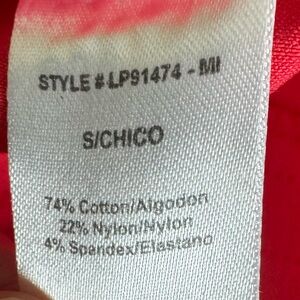 STYLE # LP91474 - MI
S/CHICO
74% Cotton/Algodon
22% Nylon/Nylon
4% Spandex/Elastano